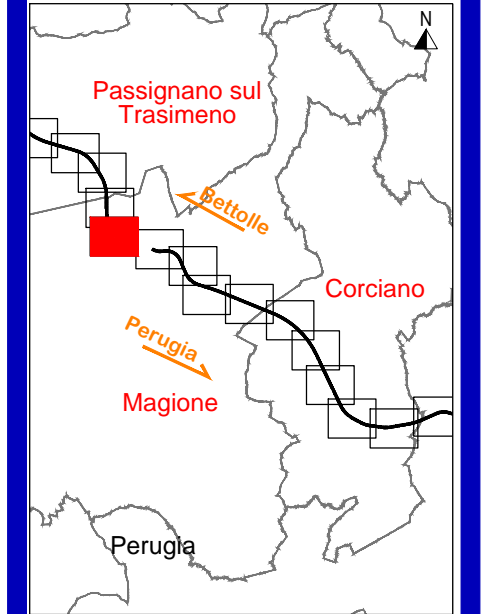 N
Passignano sul
Trasimeno
Bettolle
Corciano
Perugia
Magione
Perugia